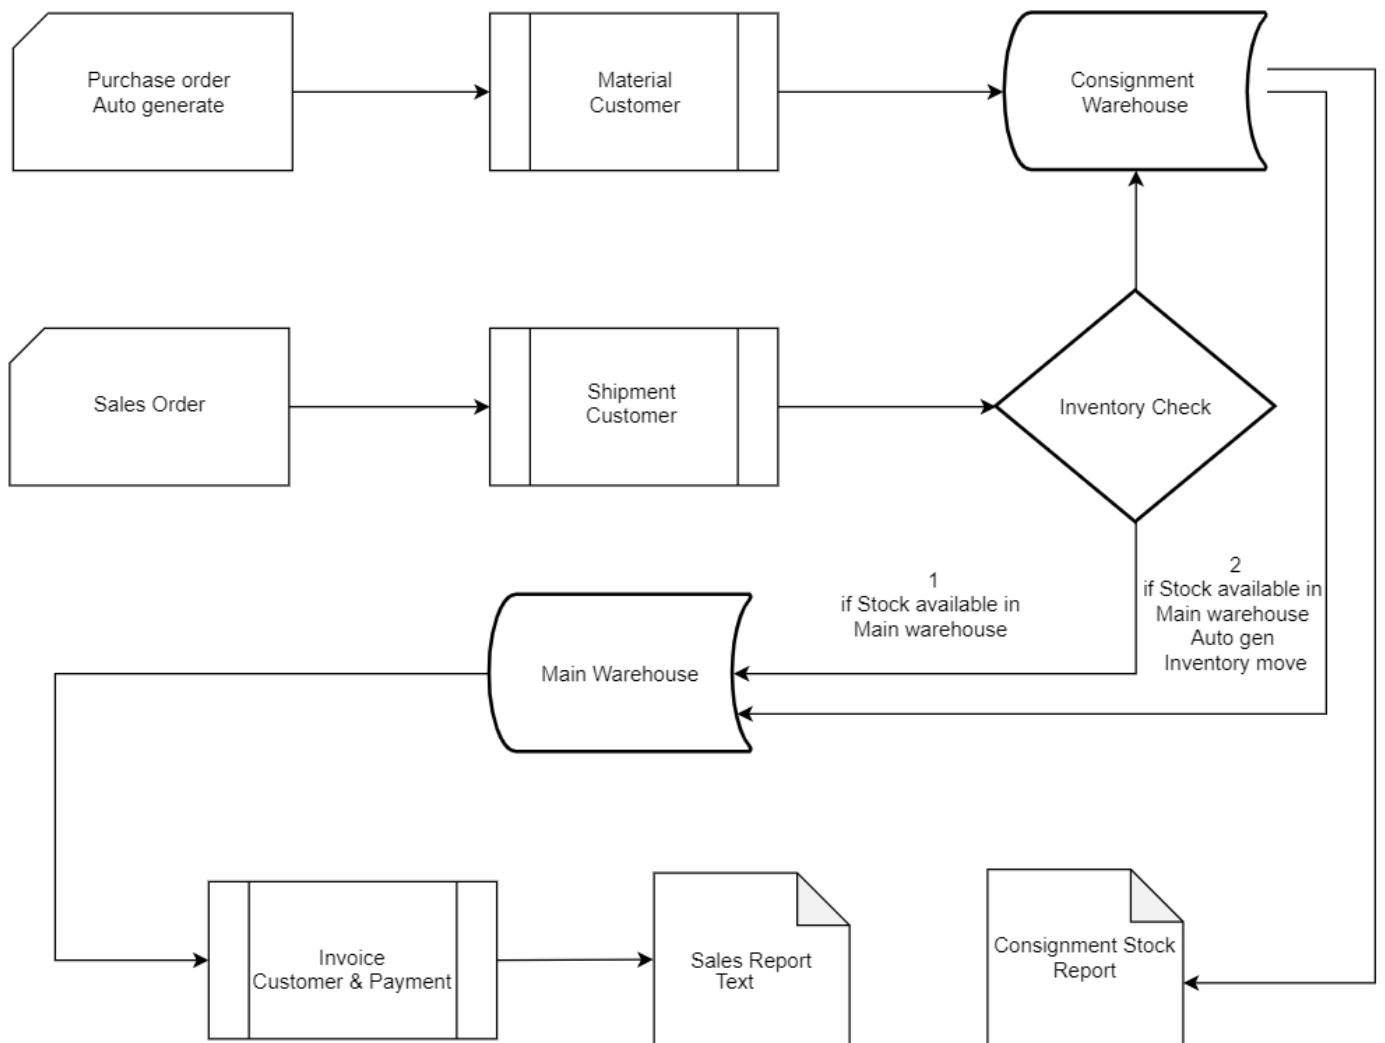 Purchase order
Auto generate
Material
Customer
Consignment
Warehouse
Sales Order
Shipment
Customer
Inventory Check
1
if Stock available in
Main warehouse
2
if Stock available in
Main warehouse
Auto gen
Inventory move
Main Warehouse
Invoice
Customer & Payment
Sales Report
Text
Consignment Stock
Report